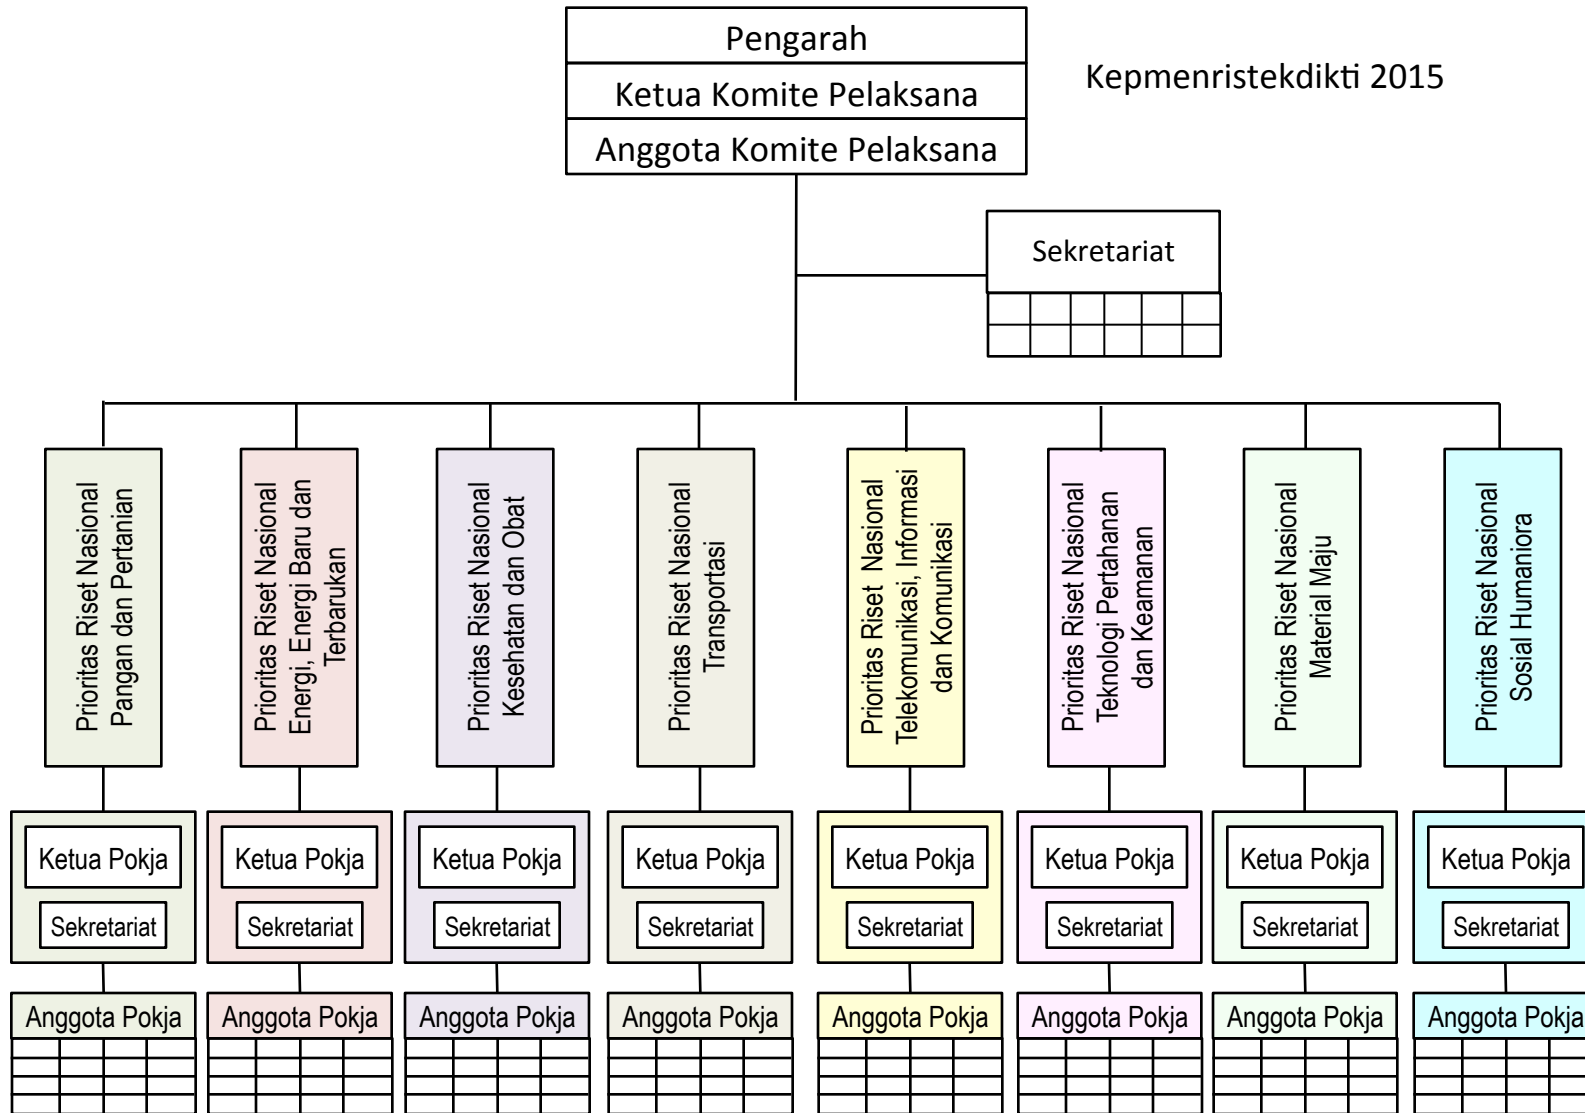 Pengarah
Ketua Komite Pelaksana
Anggota Komite Pelaksana
Kepmenristekdikti 2015
Sekretariat
Prioritas Riset Nasional
Pangan dan Pertanian
Prioritas Riset Nasional
Energi, Energi Baru dan
Terbarukan
Prioritas Riset Nasional
Kesehatan dan Obat
Prioritas Riset Nasional
Transportasi
Prioritas Riset Nasional
Telekomunikasi, Informasi
dan Komunikasi
Prioritas Riset Nasional
Teknologi Pertahanan
dan Keamanan
Prioritas Riset Nasional
Material Maju
Prioritas Riset Nasional
Sosial Humaniora
Ketua Pokja
Ketua Pokja
Ketua Pokja
Ketua Pokja
Ketua Pokja
Ketua Pokja
Ketua Pokja
Ketua Pokja
Sekretariat
Sekretariat
Sekretariat
Sekretariat
Sekretariat
Sekretariat
Sekretariat
Sekretariat
Anggota Pokja
Anggota Pokja
Anggota Pokja
Anggota Pokja
Anggota Pokja
Anggota Pokja
Anggota Pokja
Anggota Pokja